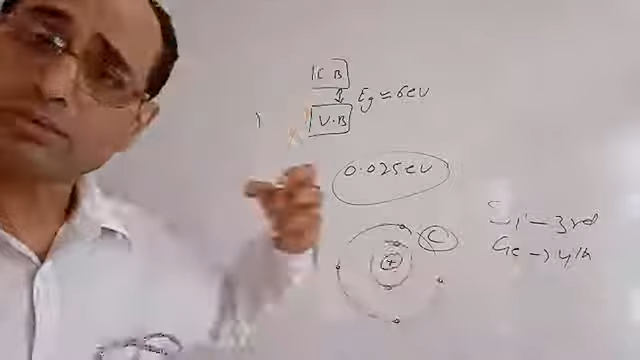 C B
Eg ≈ 6eV
V.B
0.025eV
C
+
Si - 3rd
Ge → 4th